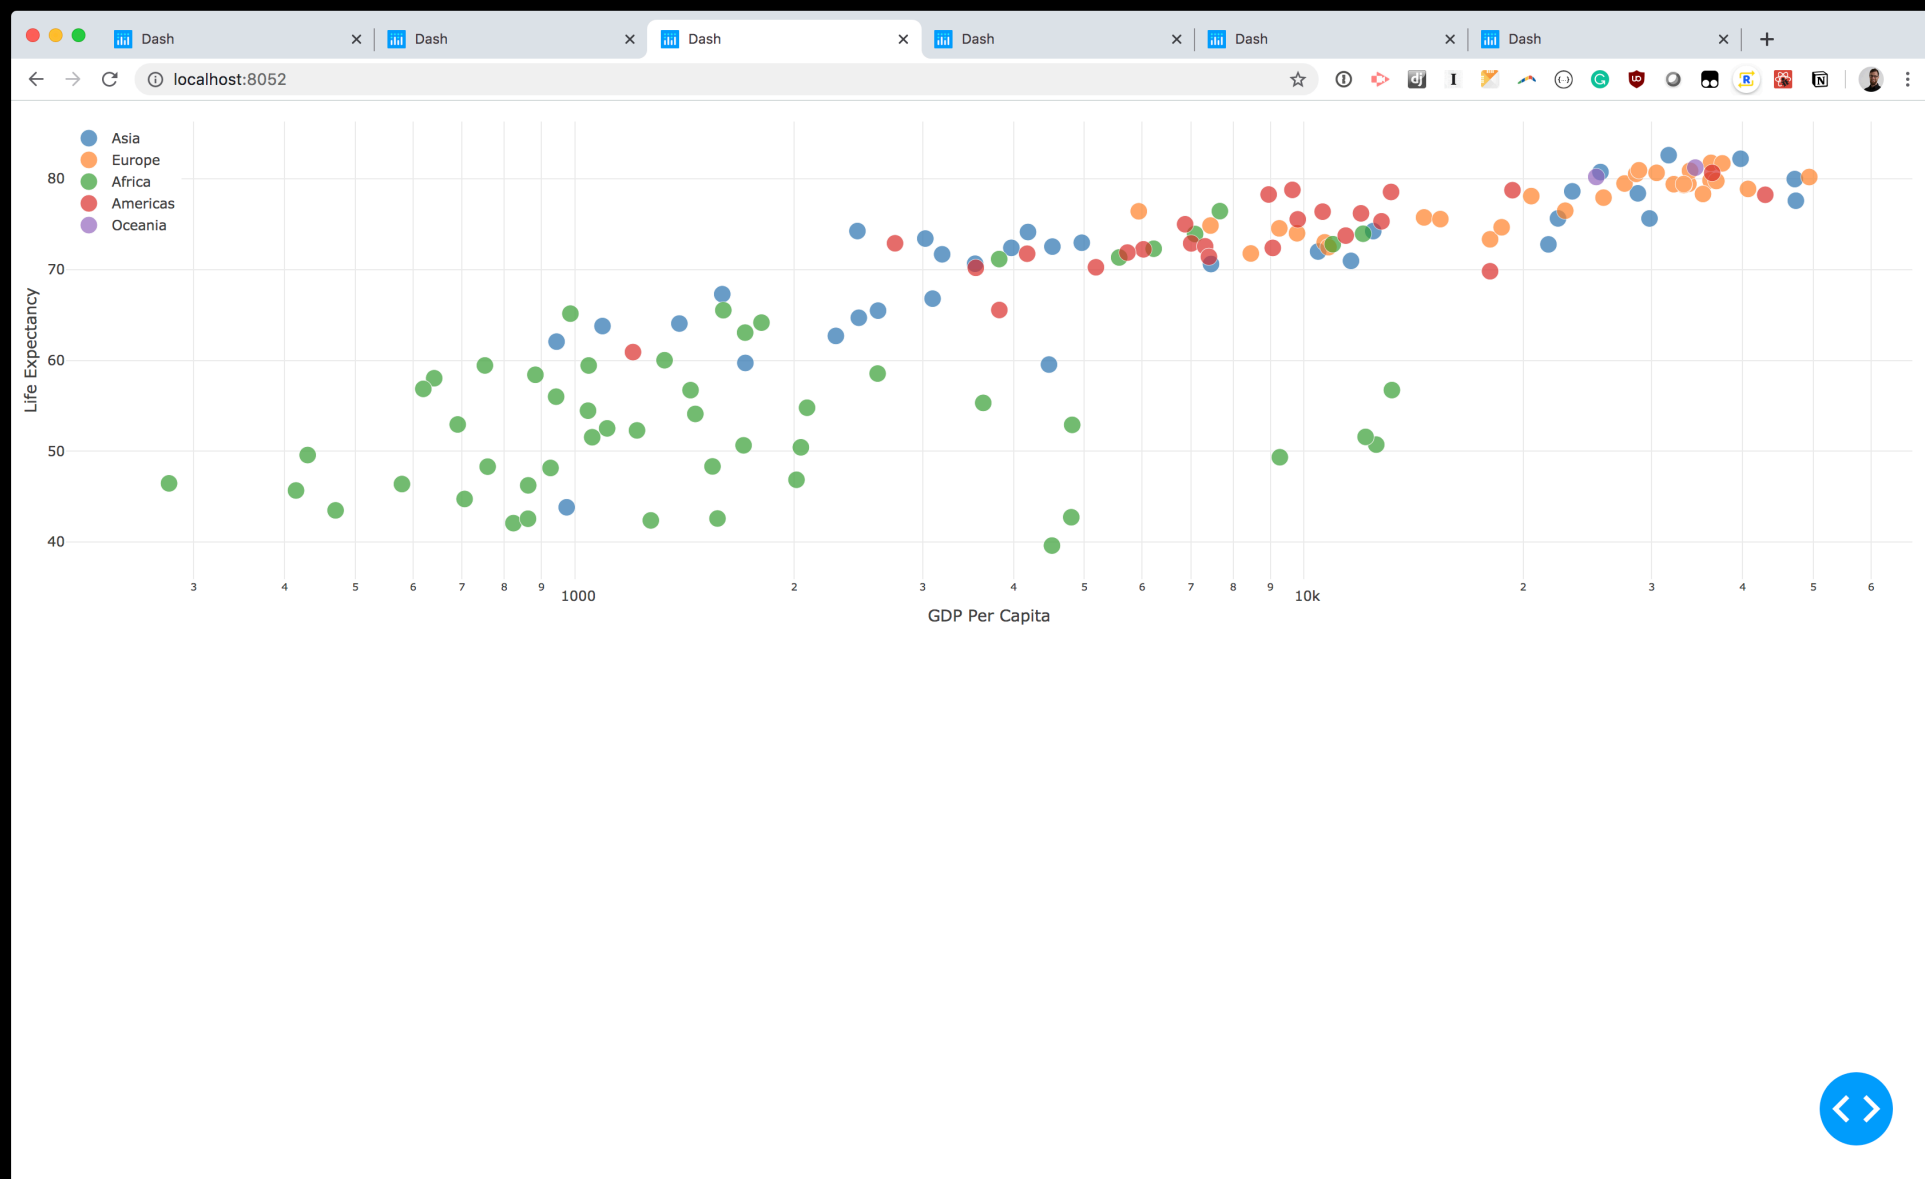 Dash Dash Dash Dash Dash Dash
localhost:8052
Asia
Europe
Africa
Americas
Oceania
80
70
60
50
40
Life Expectancy
3 4 5 6 7 8 9 1000 2 3 4 5 6 7 8 9 10k 2 3 4 5 6
GDP Per Capita